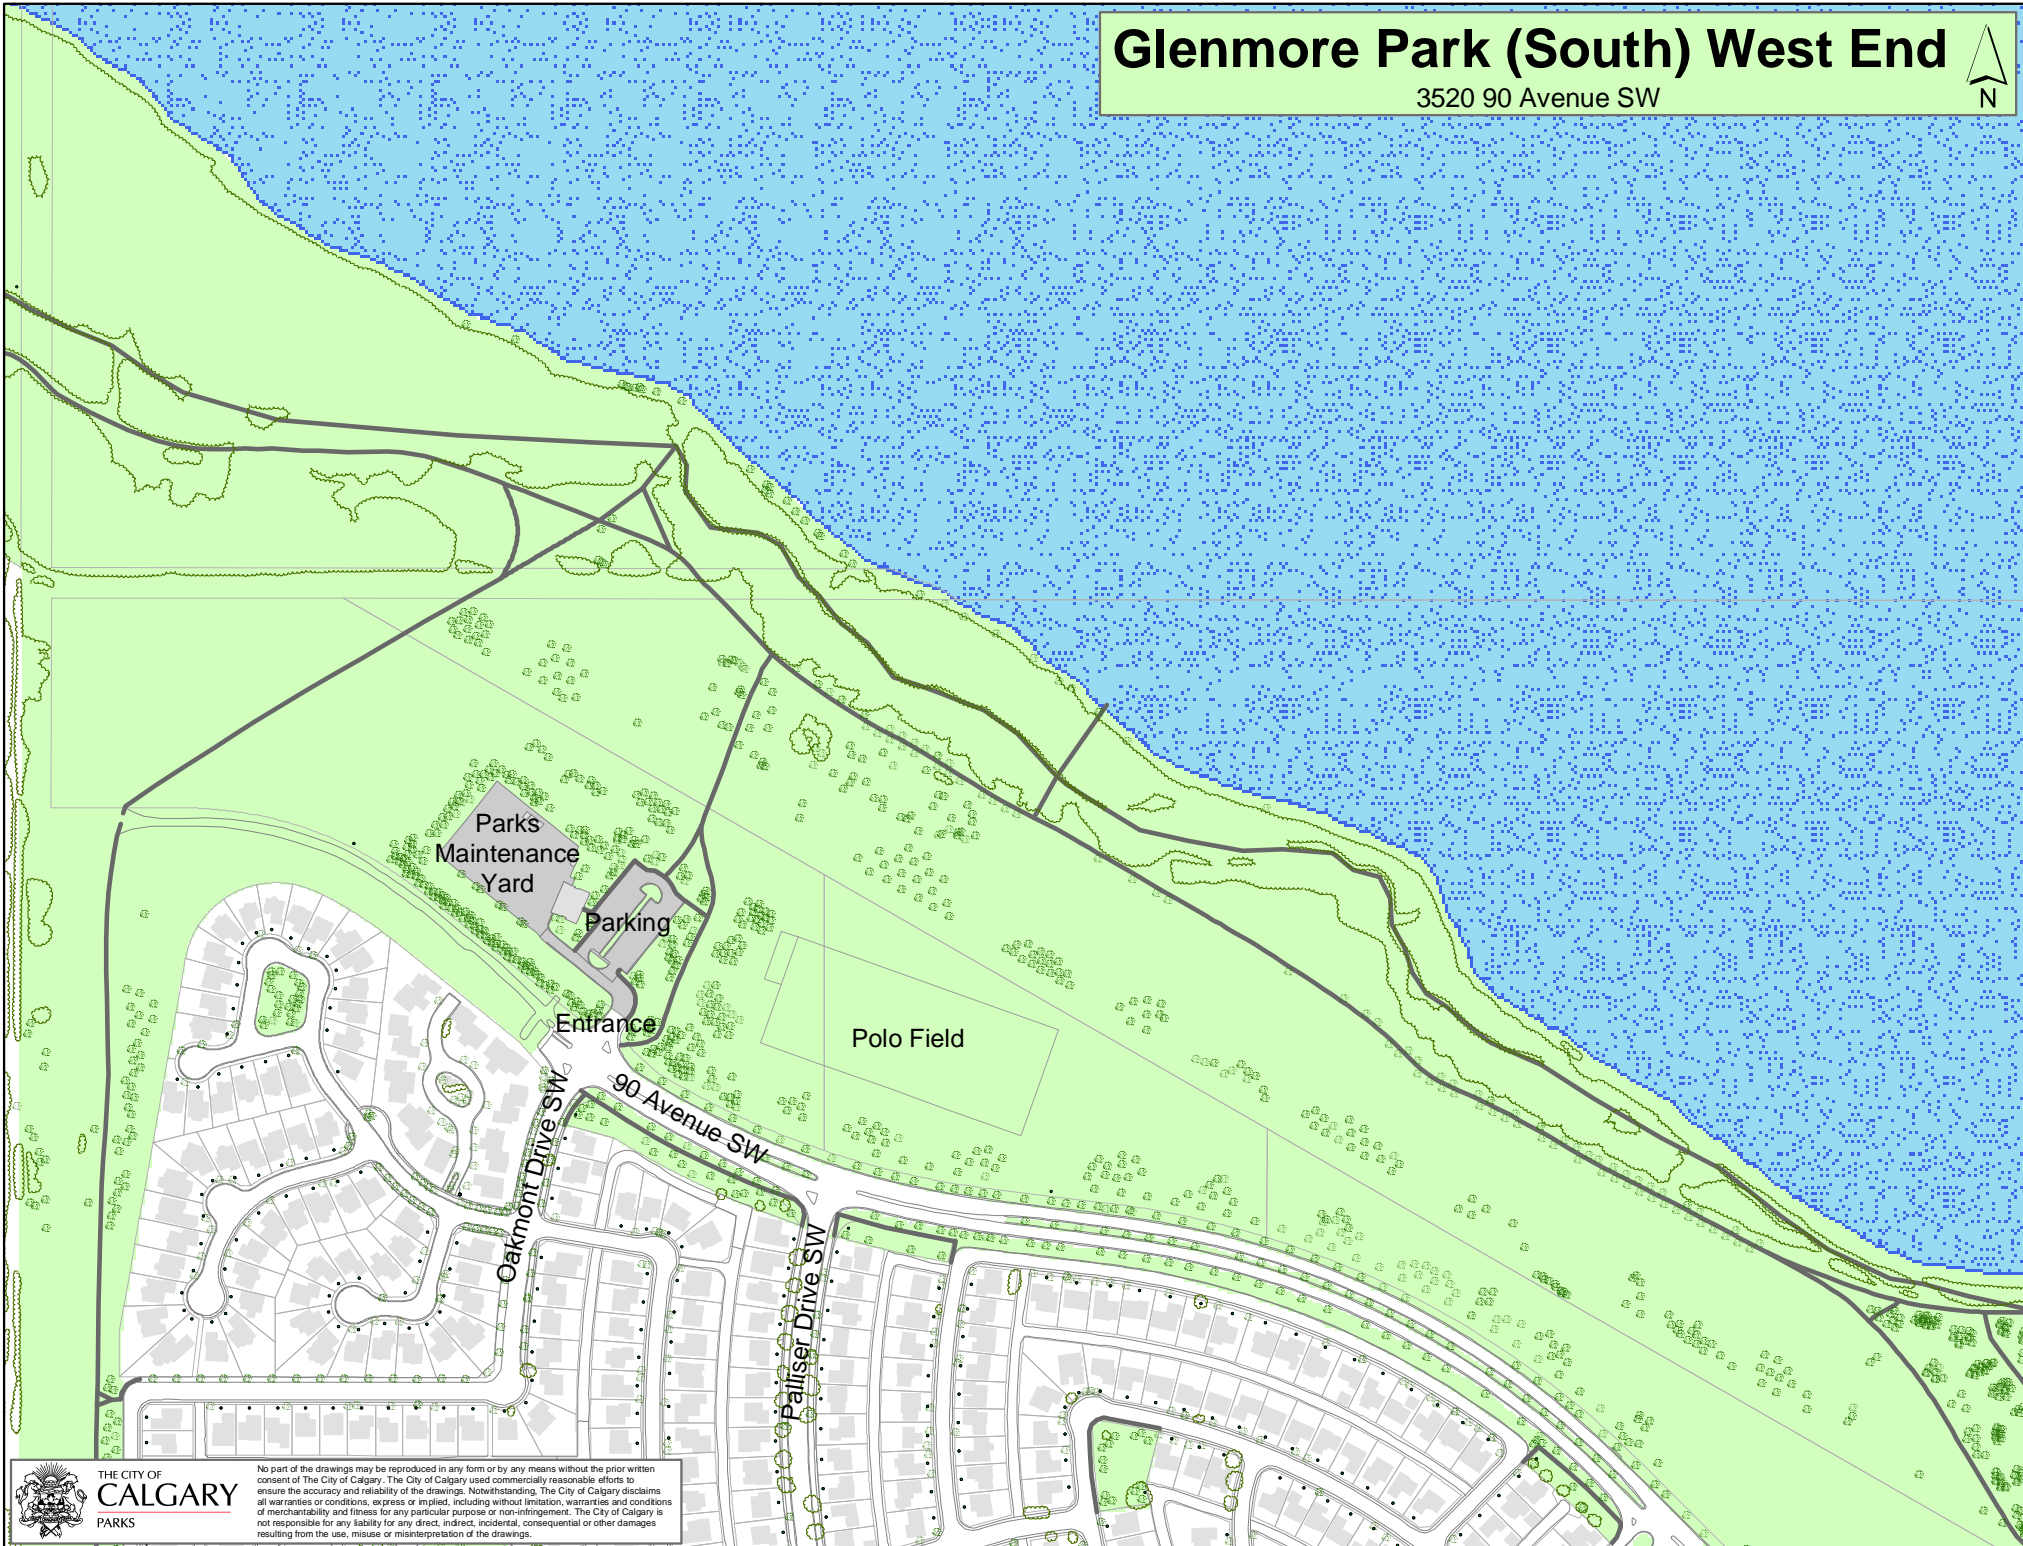 Glenmore Park (South) West End
3520 90 Avenue SW
N
Parks
Maintenance
Yard
Parking
Entrance
Polo Field
90 Avenue SW
Oakmont Drive SW
Palliser Drive SW
THE CITY OF
CALGARY
PARKS
No part of the drawings may be reproduced in any form or by any means without the prior written
consent of The City of Calgary. The City of Calgary used commercially reasonable efforts to
ensure the accuracy and reliability of the drawings. Notwithstanding, The City of Calgary disclaims
all warranties or conditions, express or implied, including without limitation, warranties and conditions
of merchantability and fitness for any particular purpose or non-infringement. The City of Calgary is
not responsible for any liability for any direct, indirect, incidental, consequential or other damages
resulting from the use, misuse or misinterpretation of the drawings.